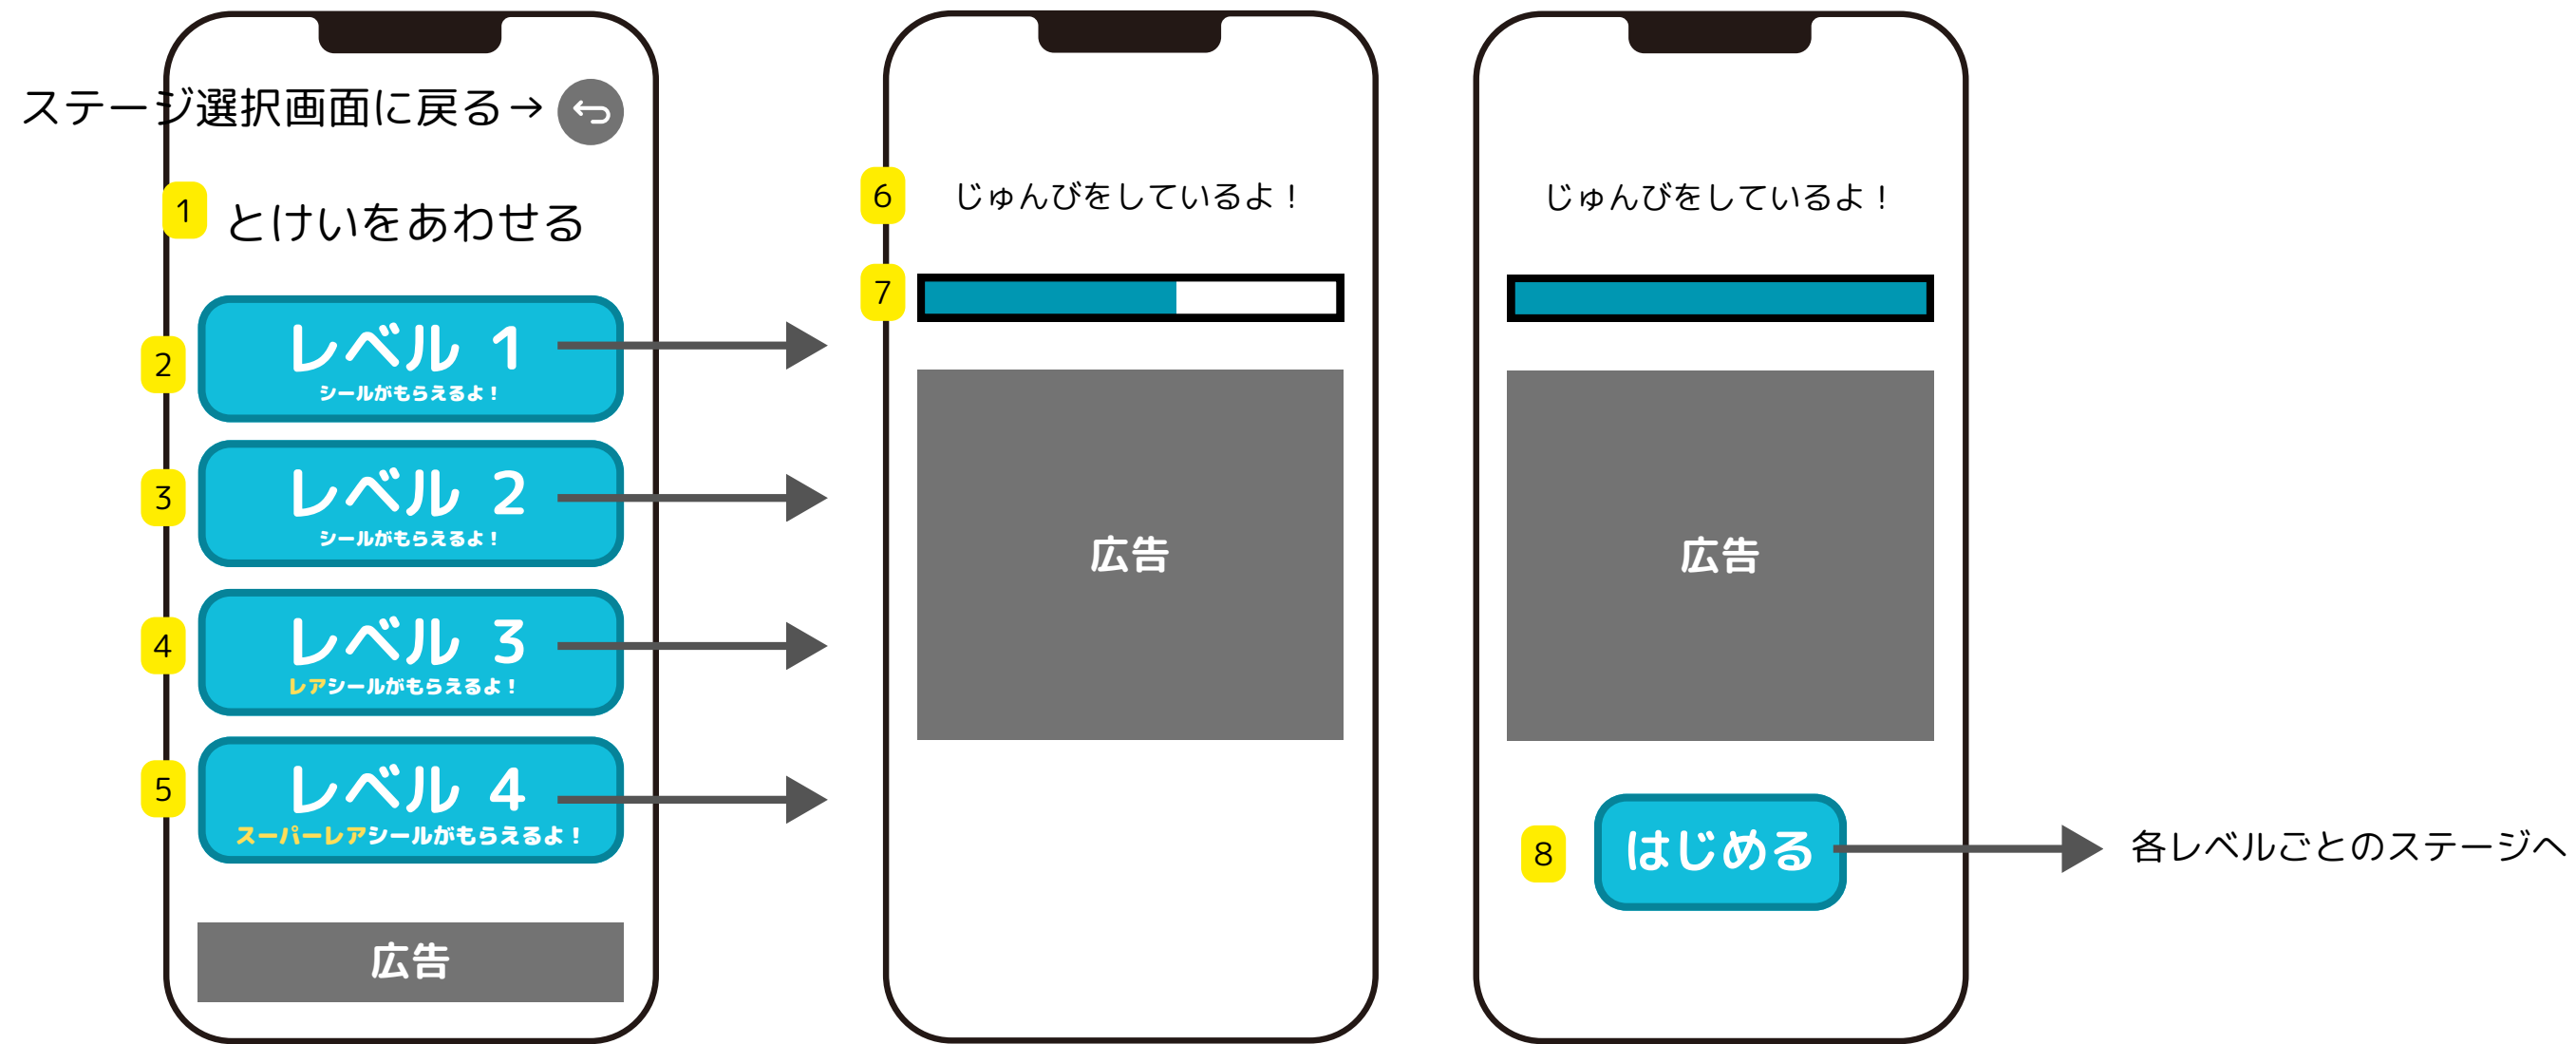 ステージ選択画面に戻る→
1
とけいをあわせる
2
レベル 1
シールがもらえるよ！
3
レベル 2
シールがもらえるよ！
4
レベル 3
レアシールがもらえるよ！
5
レベル 4
スーパーレアシールがもらえるよ！
広告
6
じゅんびをしているよ！
7
広告
じゅんびをしているよ！
広告
8
はじめる
各レベルごとのステージへ